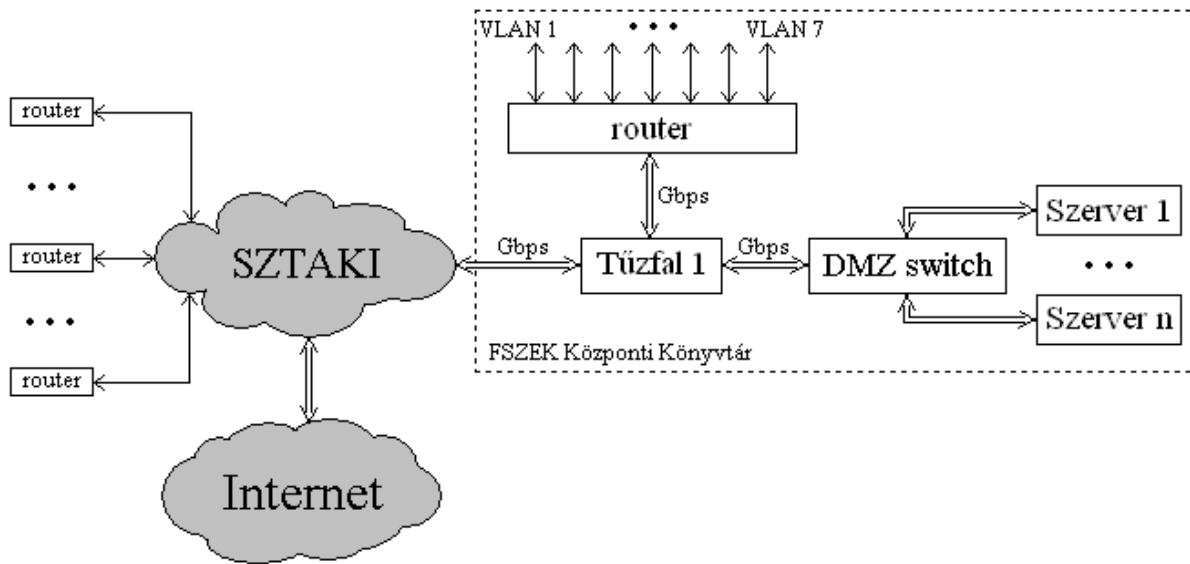 VLAN 1
• • •
VLAN 7
router
router
• • •
Gbps
Szerver 1
router
SZTAKI
Gbps
Tűzfal 1
Gbps
DMZ switch
• • •
• • •
Szerver n
FSZEK Központi Könyvtár
router
Internet